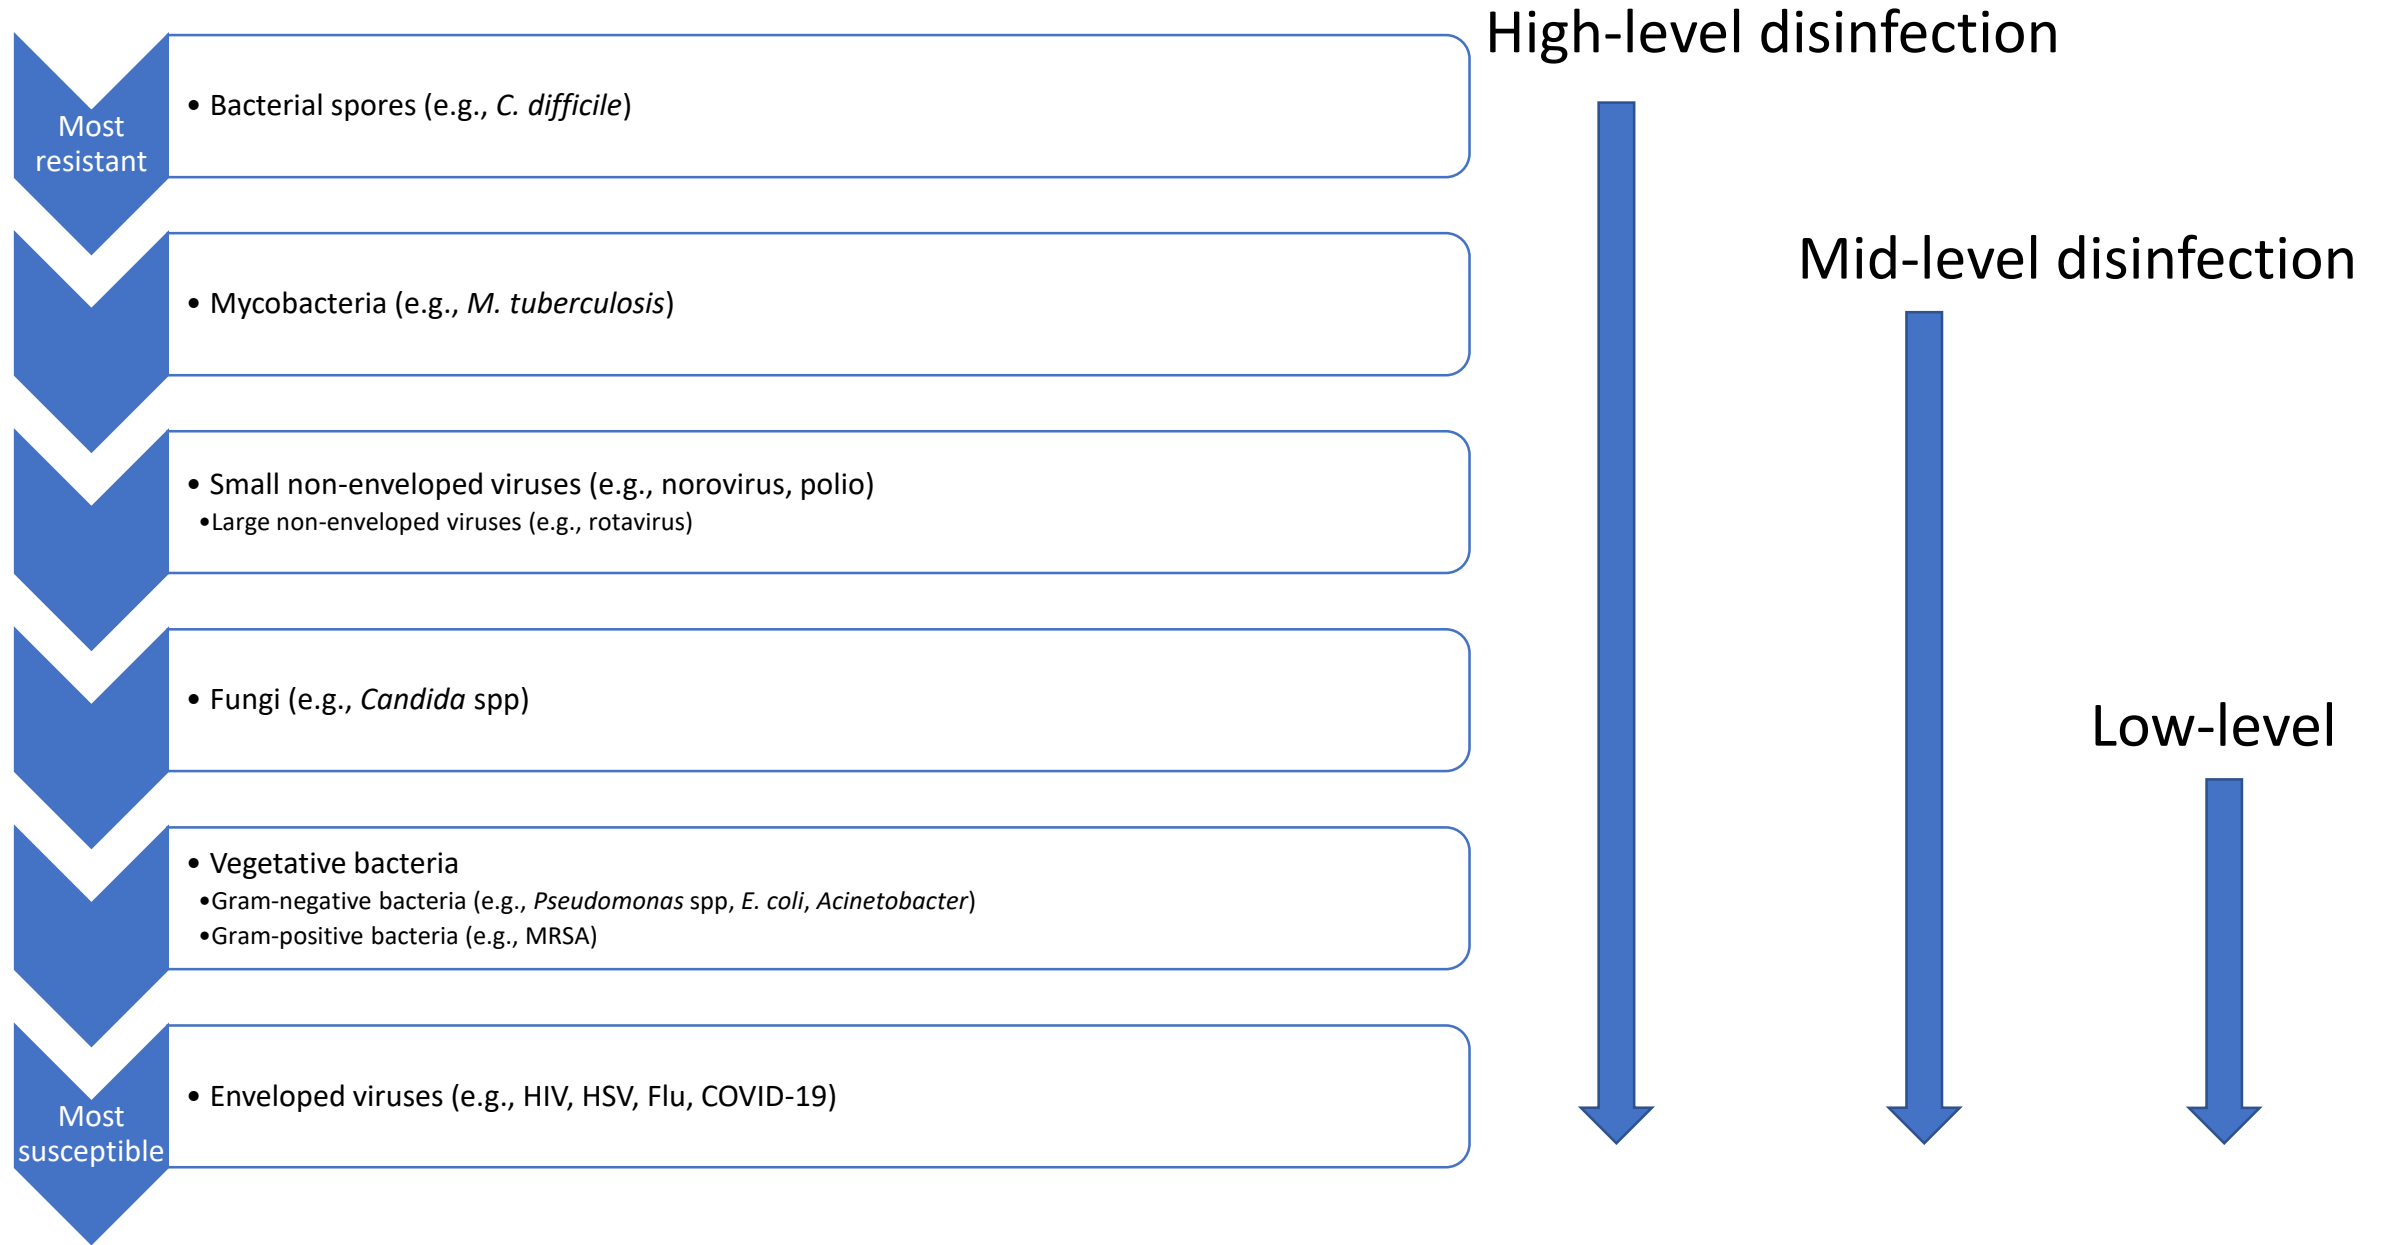 High-level disinfection
Most
resistant
• Bacterial spores (e.g., C. difficile)
Mid-level disinfection
• Mycobacteria (e.g., M. tuberculosis)
• Small non-enveloped viruses (e.g., norovirus, polio)
•Large non-enveloped viruses (e.g., rotavirus)
• Fungi (e.g., Candida spp)
Low-level
• Vegetative bacteria
•Gram-negative bacteria (e.g., Pseudomonas spp, E. coli, Acinetobacter)
•Gram-positive bacteria (e.g., MRSA)
Most
susceptible
• Enveloped viruses (e.g., HIV, HSV, Flu, COVID-19)